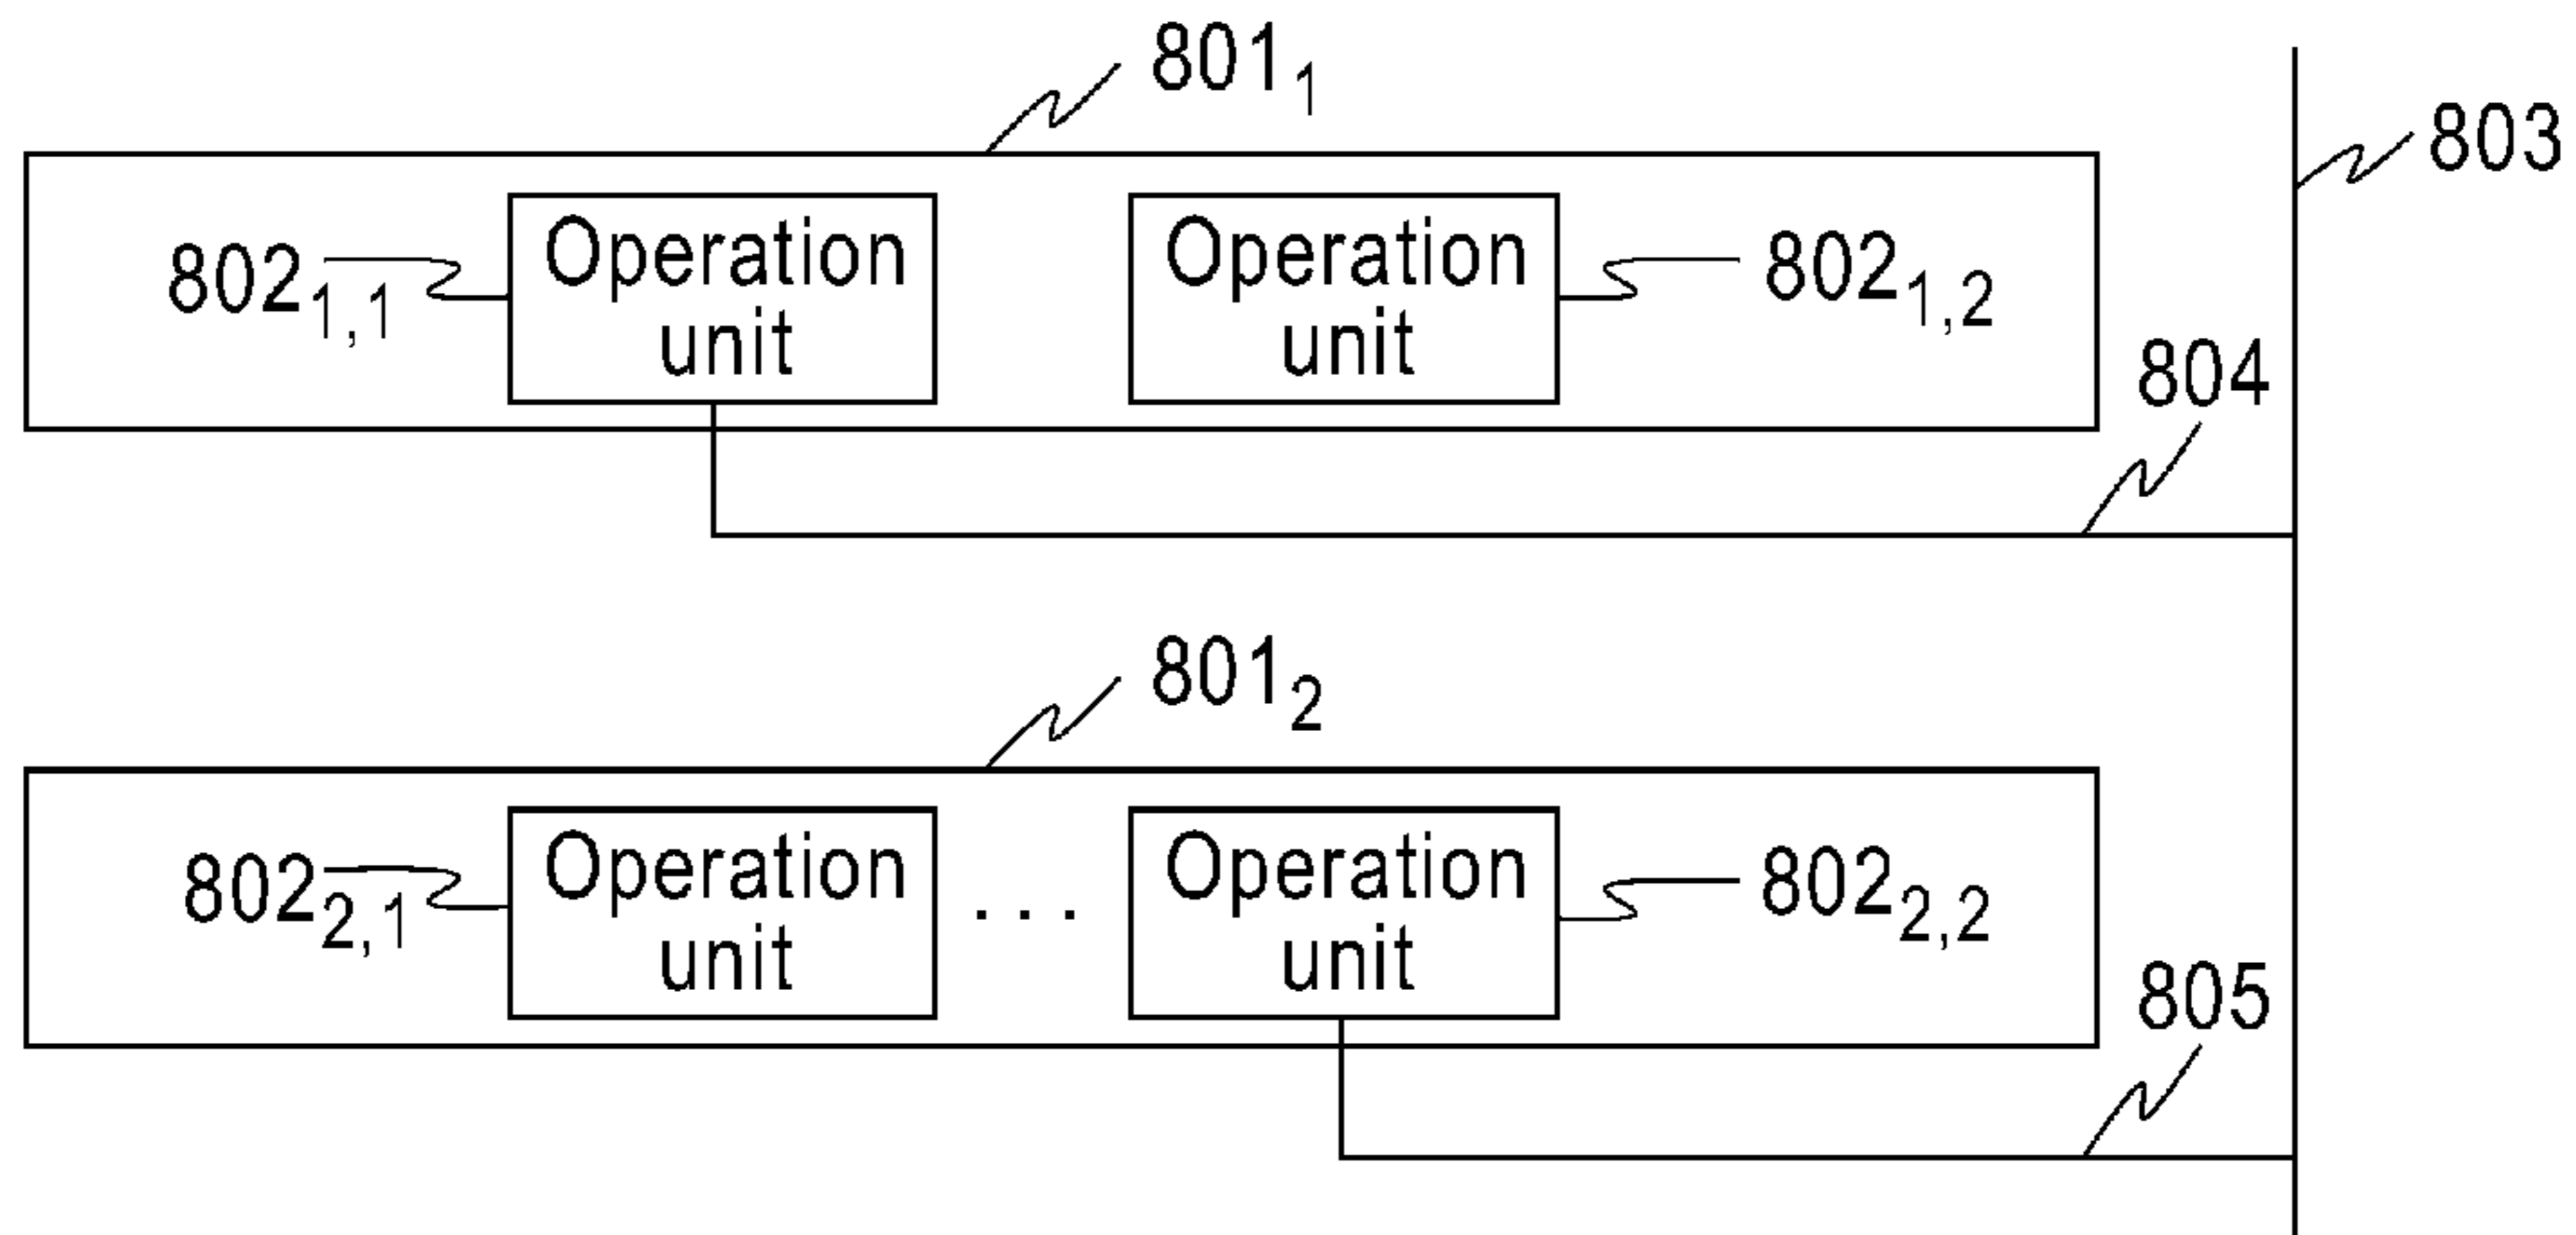 801₁
803
802₁,₁
Operation
unit
Operation
unit
802₁,₂
804
801₂
802₂,₁
Operation
unit
...
Operation
unit
802₂,₂
805